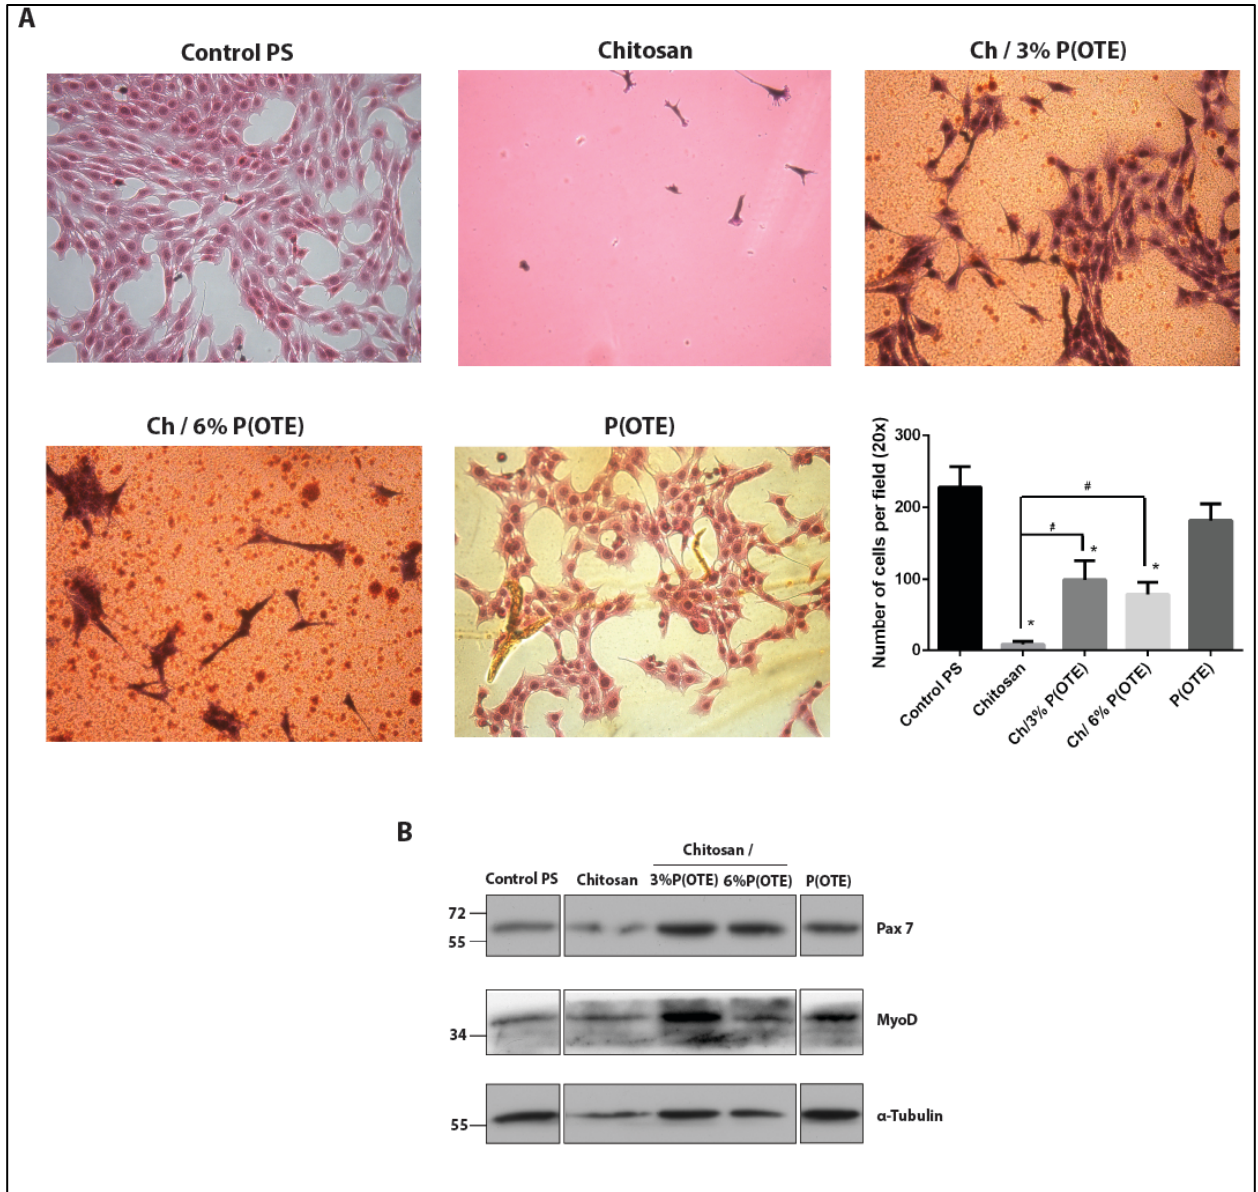 A
Control PS
Chitosan
Ch / 3% P(OTE)
Ch / 6% P(OTE)
P(OTE)
Number of cells per field (20x)
300
200
100
0
#
*
*
*
Control PS
Chitosan
Ch/3% P(OTE)
Ch/ 6% P(OTE)
P(OTE)
B
Chitosan /
Control PS Chitosan 3%P(OTE) 6%P(OTE) P(OTE)
72
55
Pax 7
34
MyoD
55
α-Tubulin